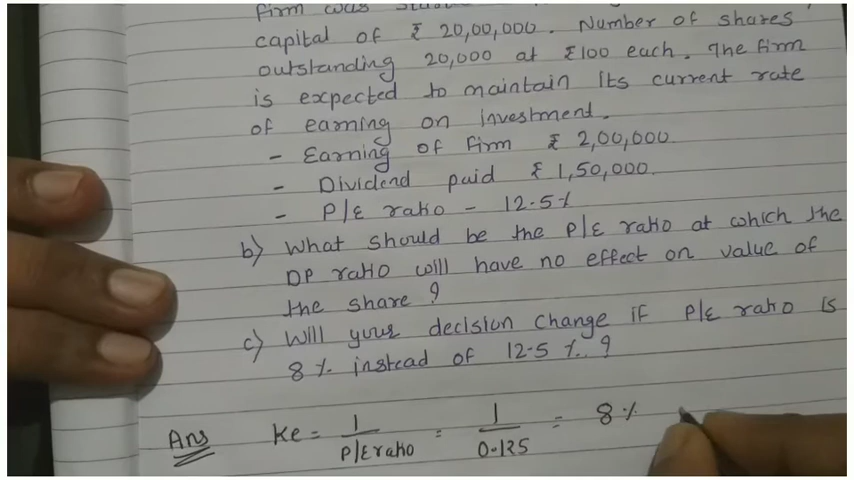 firm was
capital of ₹ 20,00,000. Number of shares
outstanding 20,000 at ₹100 each. The firm
is expected to maintain its current rate
of earning on investment.
- Earning of firm ₹ 2,00,000
- Dividend paid ₹ 1,50,000.
- P/E ratio - 12.5%
b) What should be the P/E ratio at which the
DP ratio will have no effect on value of
the share ?
c) Will your decision change if P/E ratio is
8 % instead of 12.5 % ?
Ans Ke = 1 / P/E ratio = 1 / 0.125 = 8%